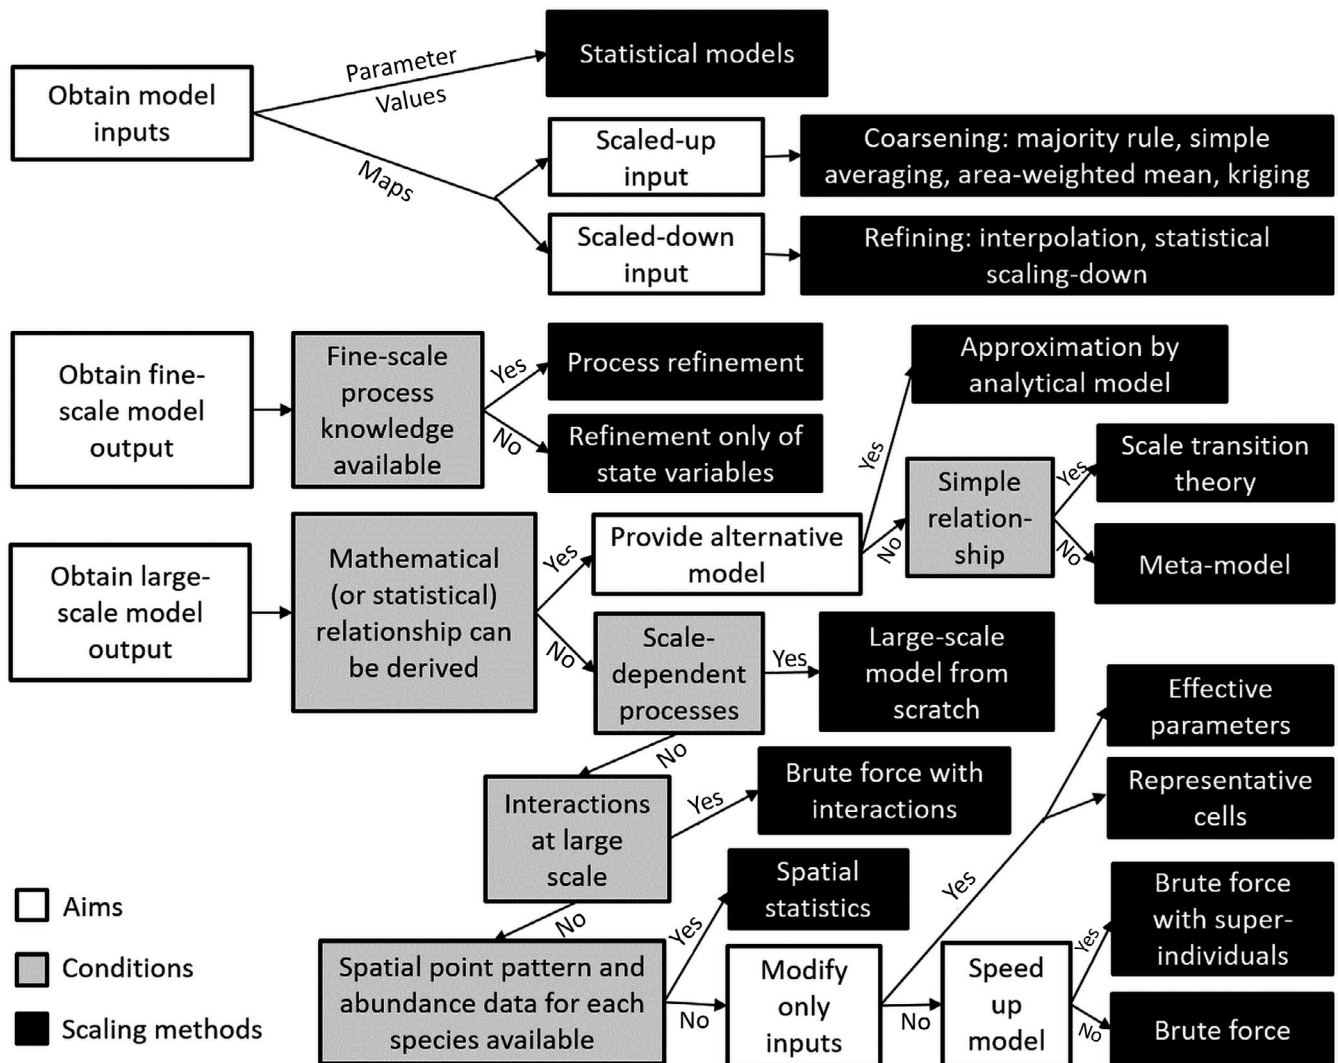 Obtain model
inputs
Parameter
Values
Maps
Statistical models
Scaled-up
input
Coarsening: majority rule, simple
averaging, area-weighted mean, kriging
Scaled-down
input
Refining: interpolation, statistical
scaling-down
Obtain fine-
scale model
output
Fine-scale
process
knowledge
available
Yes
Process refinement
No
Refinement only of
state variables
Obtain large-
scale model
output
Mathematical
(or statistical)
relationship can
be derived
Yes
Provide alternative
model
Yes
Approximation by
analytical model
No
Simple
relation-
ship
Yes
Scale transition
theory
No
Meta-model
No
Scale-
dependent
processes
Yes
Large-scale
model from
scratch
No
Interactions
at large
scale
Yes
Brute force with
interactions
No
Spatial point pattern and
abundance data for each
species available
Yes
Spatial
statistics
No
Modify
only
inputs
Yes
Effective
parameters
Representative
cells
No
Speed
up
model
Yes
Brute force
with super-
individuals
No
Brute force
Aims
Conditions
Scaling methods